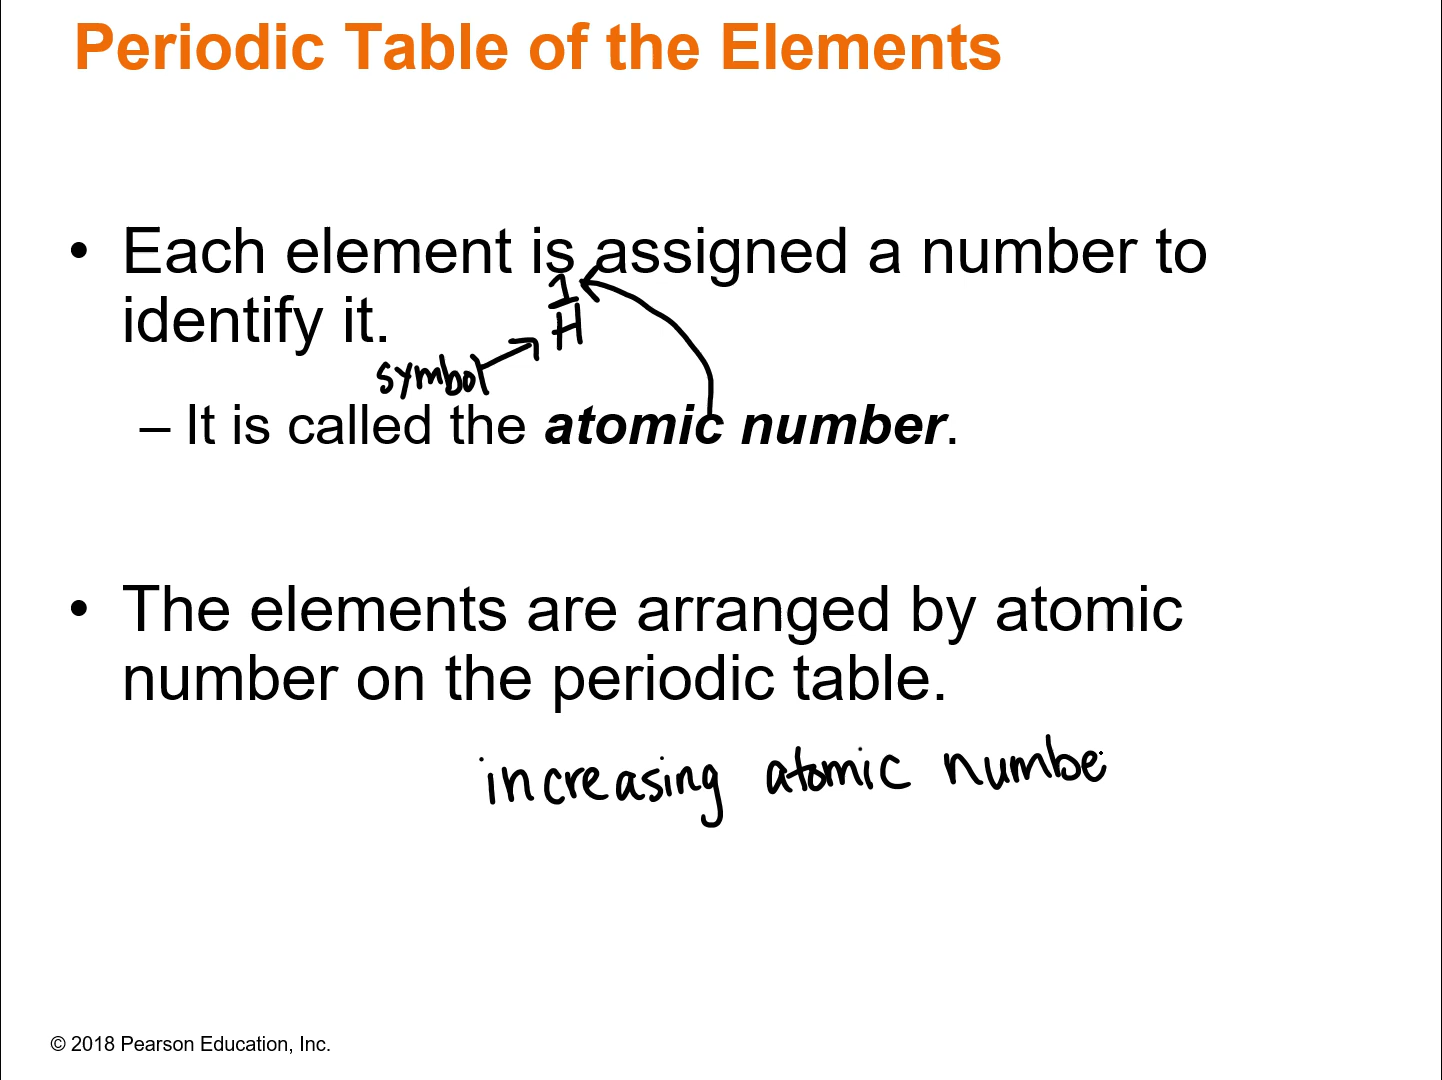 Periodic Table of the Elements
• Each element is assigned a number to
identify it.
1
H
symbol
– It is called the atomic number.
• The elements are arranged by atomic
number on the periodic table.
increasing atomic numbe
© 2018 Pearson Education, Inc.